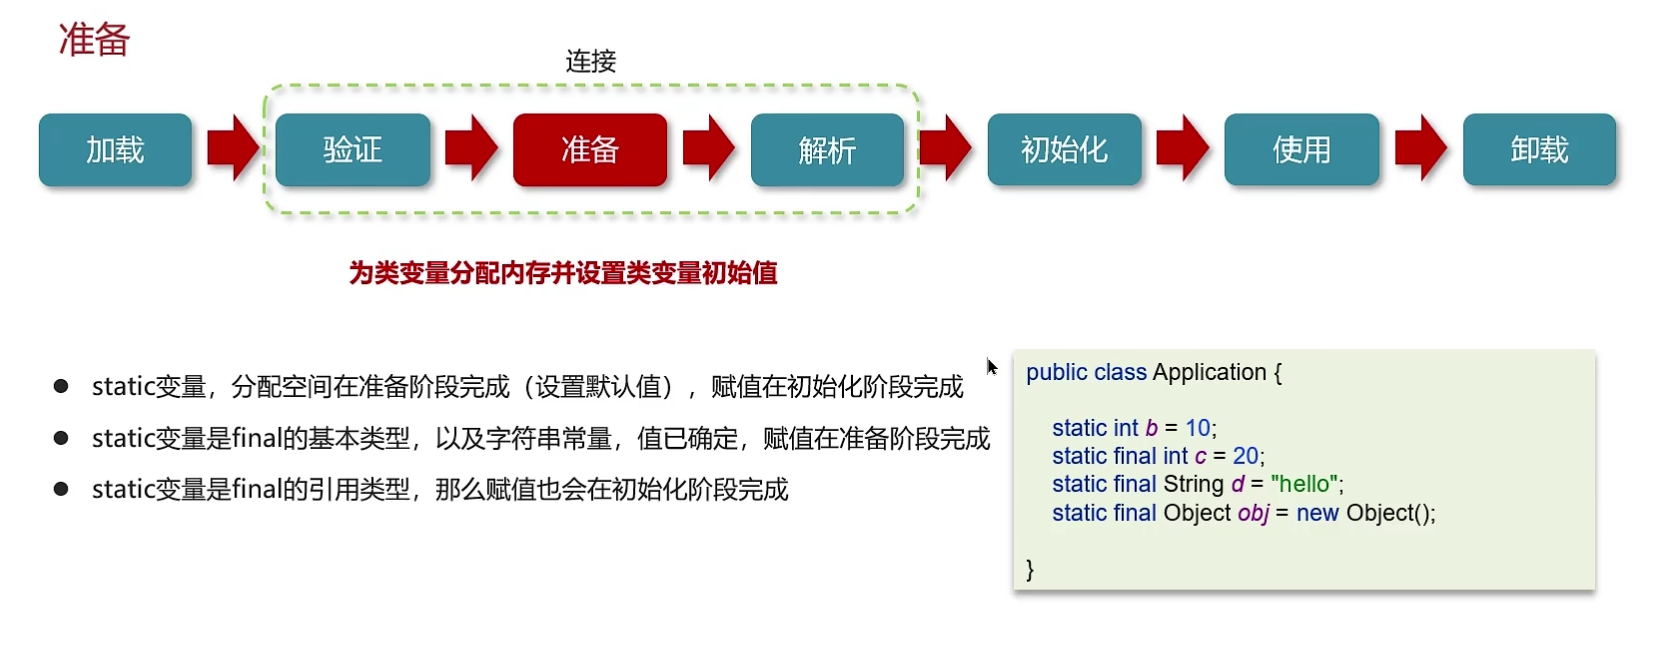 准备
连接
加载
验证
准备
解析
初始化
使用
卸载
为类变量分配内存并设置类变量初始值
static变量，分配空间在准备阶段完成（设置默认值），赋值在初始化阶段完成
static变量是final的基本类型，以及字符串常量，值已确定，赋值在准备阶段完成
static变量是final的引用类型，那么赋值也会在初始化阶段完成
public class Application {
static int b = 10;
static final int c = 20;
static final String d = "hello";
static final Object obj = new Object();
}